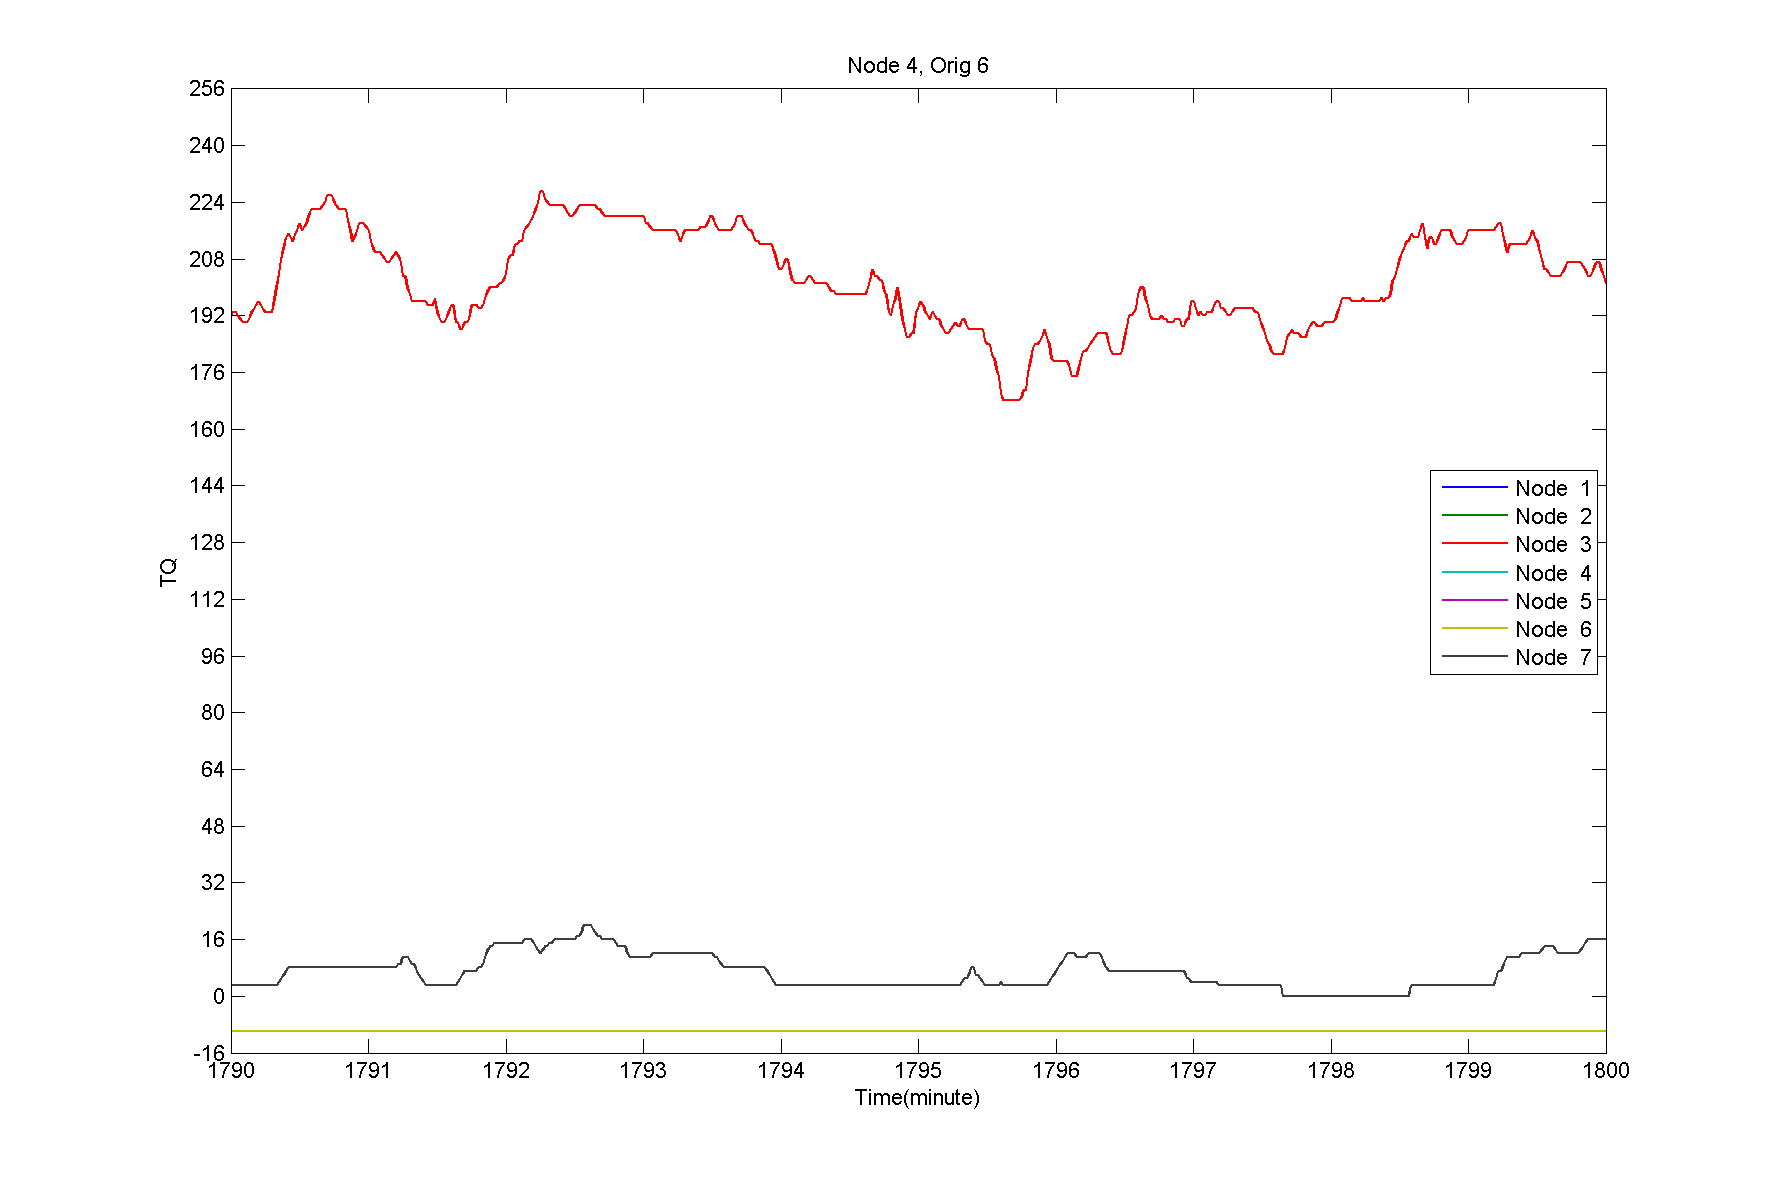 Node 4, Orig 6
256
240
224
208
192
176
160
144
128
112
96
80
64
48
32
16
0
-16
TQ
Node 1
Node 2
Node 3
Node 4
Node 5
Node 6
Node 7
1790 1791 1792 1793 1794 1795 1796 1797 1798 1799 1800
Time(minute)